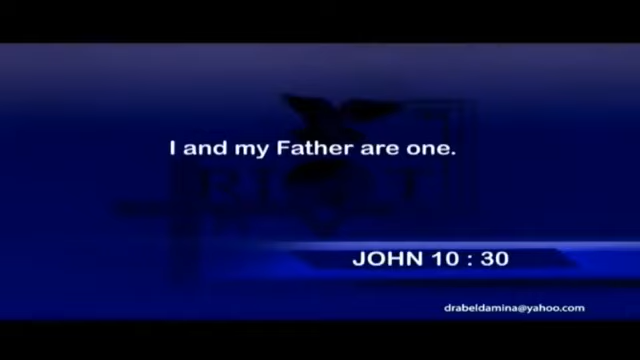 I and my Father are one.
JOHN 10 : 30
drabeldamina@yahoo.com